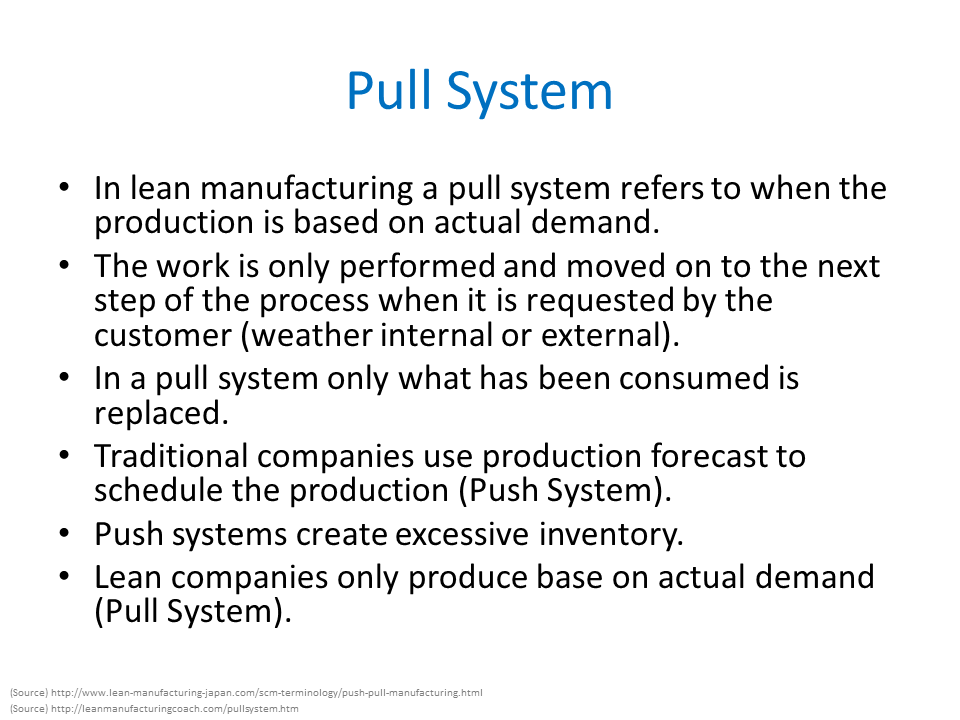 Pull System
• In lean manufacturing a pull system refers to when the
production is based on actual demand.
• The work is only performed and moved on to the next
step of the process when it is requested by the
customer (weather internal or external).
• In a pull system only what has been consumed is
replaced.
• Traditional companies use production forecast to
schedule the production (Push System).
• Push systems create excessive inventory.
• Lean companies only produce base on actual demand
(Pull System).
(Source) http://www.lean-manufacturing-japan.com/scm-terminology/push-pull-manufacturing.html
(Source) http://leanmanufacturingcoach.com/pullsystem.htm